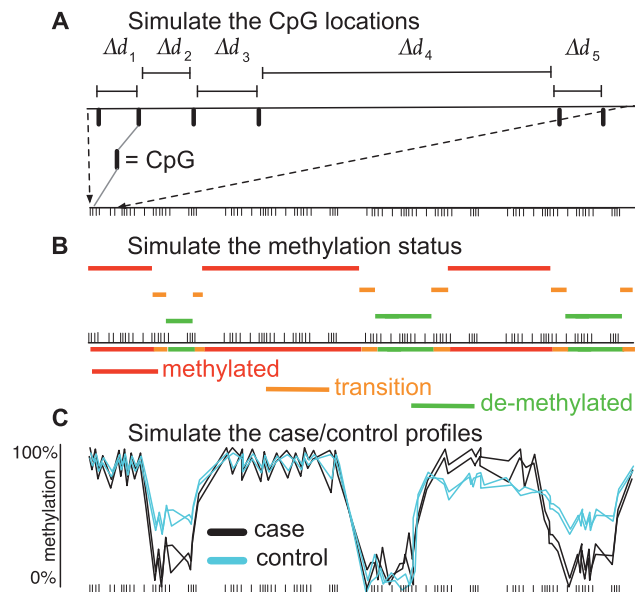 A Simulate the CpG locations
Δd1 Δd2 Δd3 Δd4 Δd5
= CpG
B Simulate the methylation status
methylated
transition
de-methylated
C Simulate the case/control profiles
100%
methylation
0%
case
control